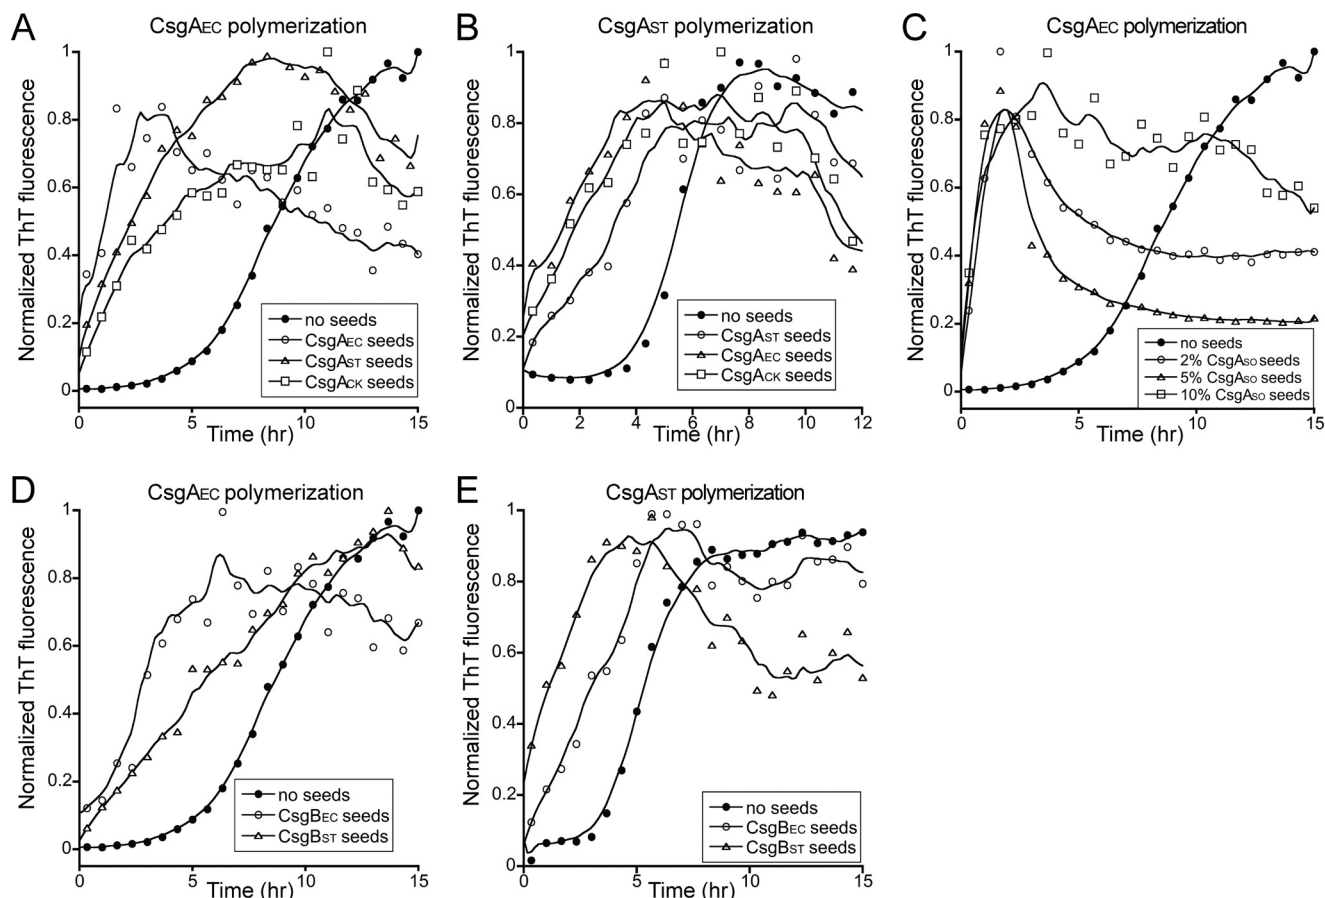 A
CsgAEC polymerization
Normalized ThT fluorescence
1
0.8
0.6
0.4
0.2
0
no seeds
CsgAEC seeds
CsgAST seeds
CsgACK seeds
0 5 10 15
Time (hr)
B
CsgAST polymerization
Normalized ThT fluorescence
1
0.8
0.6
0.4
0.2
0
no seeds
CsgAST seeds
CsgAEC seeds
CsgACK seeds
0 2 4 6 8 10 12
Time (hr)
C
CsgAEC polymerization
Normalized ThT fluorescence
1
0.8
0.6
0.4
0.2
0
no seeds
2% CsgASO seeds
5% CsgASO seeds
10% CsgASO seeds
0 5 10 15
Time (hr)
D
CsgAEC polymerization
Normalized ThT fluorescence
1
0.8
0.6
0.4
0.2
0
no seeds
CsgBEC seeds
CsgBST seeds
0 5 10 15
Time (hr)
E
CsgAST polymerization
Normalized ThT fluorescence
1
0.8
0.6
0.4
0.2
0
no seeds
CsgBEC seeds
CsgBST seeds
0 5 10 15
Time (hr)